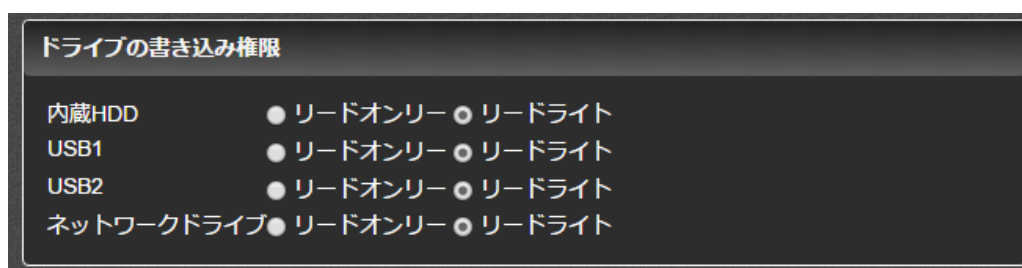 ドライブの書き込み権限
内蔵HDD リードオンリー リードライト
USB1 リードオンリー リードライト
USB2 リードオンリー リードライト
ネットワークドライブ リードオンリー リードライト